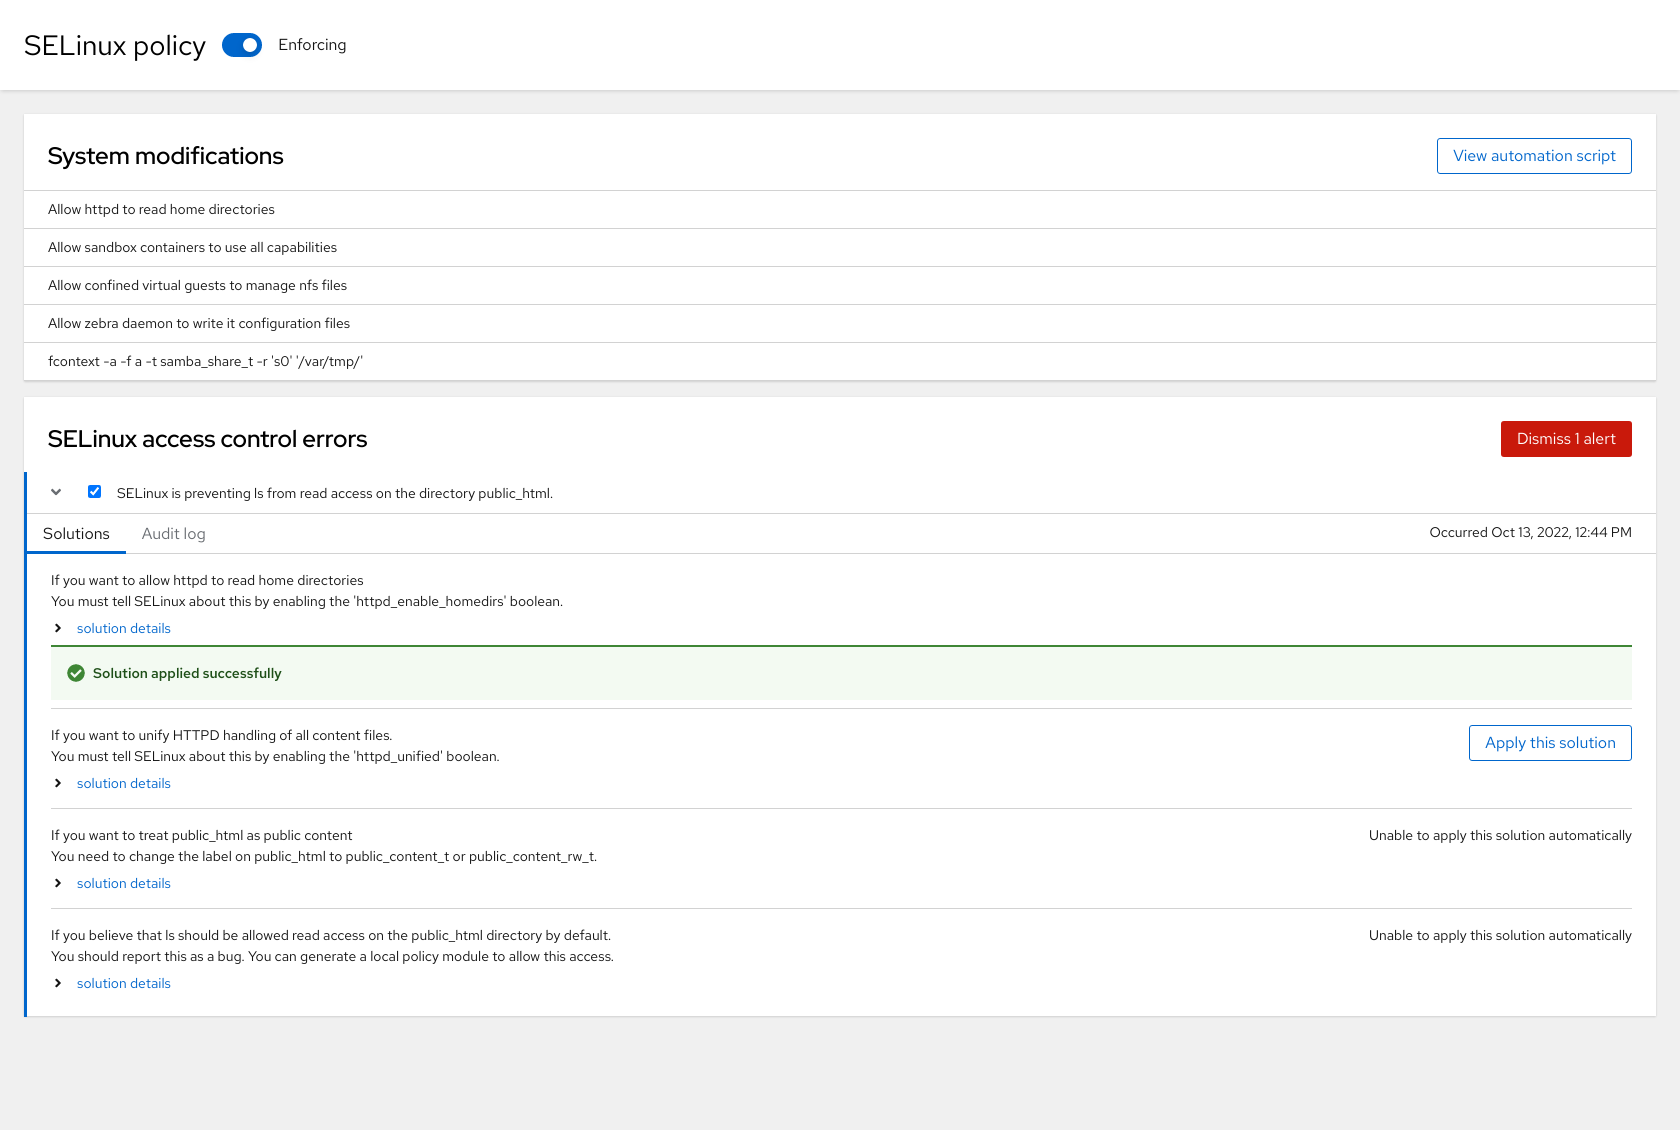 SELinux policy Enforcing
System modifications View automation script
Allow httpd to read home directories
Allow sandbox containers to use all capabilities
Allow confined virtual guests to manage nfs files
Allow zebra daemon to write it configuration files
fcontext -a -f a -t samba_share_t -r 's0' '/var/tmp/'
SELinux access control errors Dismiss 1 alert
SELinux is preventing ls from read access on the directory public_html.
Solutions Audit log Occurred Oct 13, 2022, 12:44 PM
If you want to allow httpd to read home directories
You must tell SELinux about this by enabling the 'httpd_enable_homedirs' boolean.
solution details
Solution applied successfully
If you want to unify HTTPD handling of all content files. Apply this solution
You must tell SELinux about this by enabling the 'httpd_unified' boolean.
solution details
If you want to treat public_html as public content Unable to apply this solution automatically
You need to change the label on public_html to public_content_t or public_content_rw_t.
solution details
If you believe that ls should be allowed read access on the public_html directory by default. Unable to apply this solution automatically
You should report this as a bug. You can generate a local policy module to allow this access.
solution details